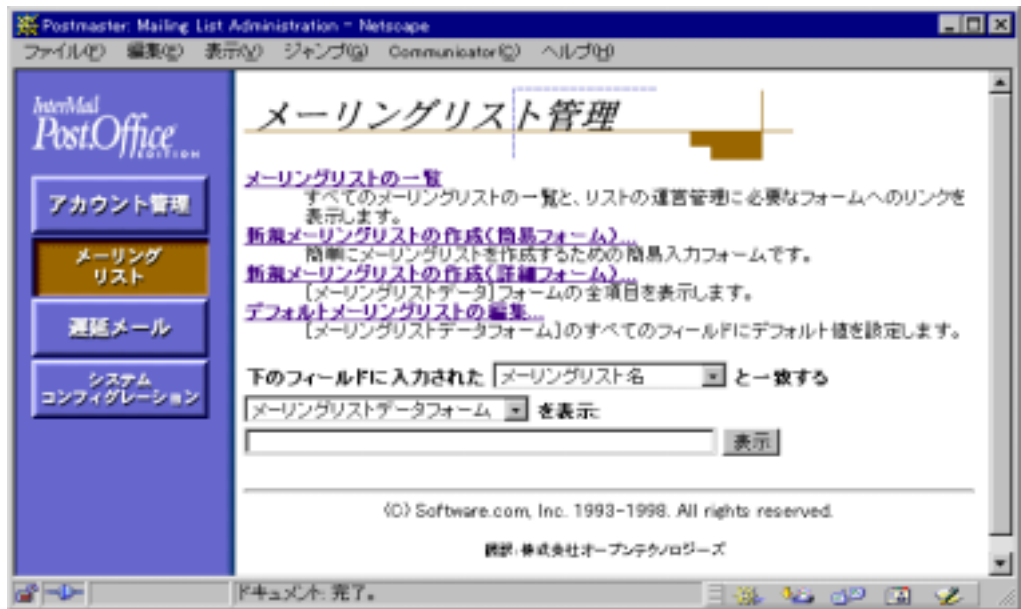 Postmaster: Mailing List Administration - Netscape
ファイル(F) 編集(E) 表示(V) ジャンプ(G) Communicator(C) ヘルプ(H)
InterMail
Post.Office
EDITION
アカウント管理
メーリング
リスト
遅延メール
システム
コンフィグレーション
メーリングリスト管理
メーリングリストの一覧
すべてのメーリングリストの一覧と、リストの運営管理に必要なフォームへのリンクを
表示します。
新規メーリングリストの作成(簡易フォーム)...
簡単にメーリングリストを作成するための簡易入力フォームです。
新規メーリングリストの作成(詳細フォーム)...
[メーリングリストデータ]フォームの全項目を表示します。
デフォルトメーリングリストの編集...
[メーリングリストデータフォーム]のすべてのフィールドにデフォルト値を設定します。
下のフィールドに入力された メーリングリスト名 と一致する
メーリングリストデータフォーム を表示:
表示
(C) Software.com, Inc. 1993-1998. All rights reserved.
翻訳:株式会社オープンテクノロジーズ
ドキュメント: 完了。